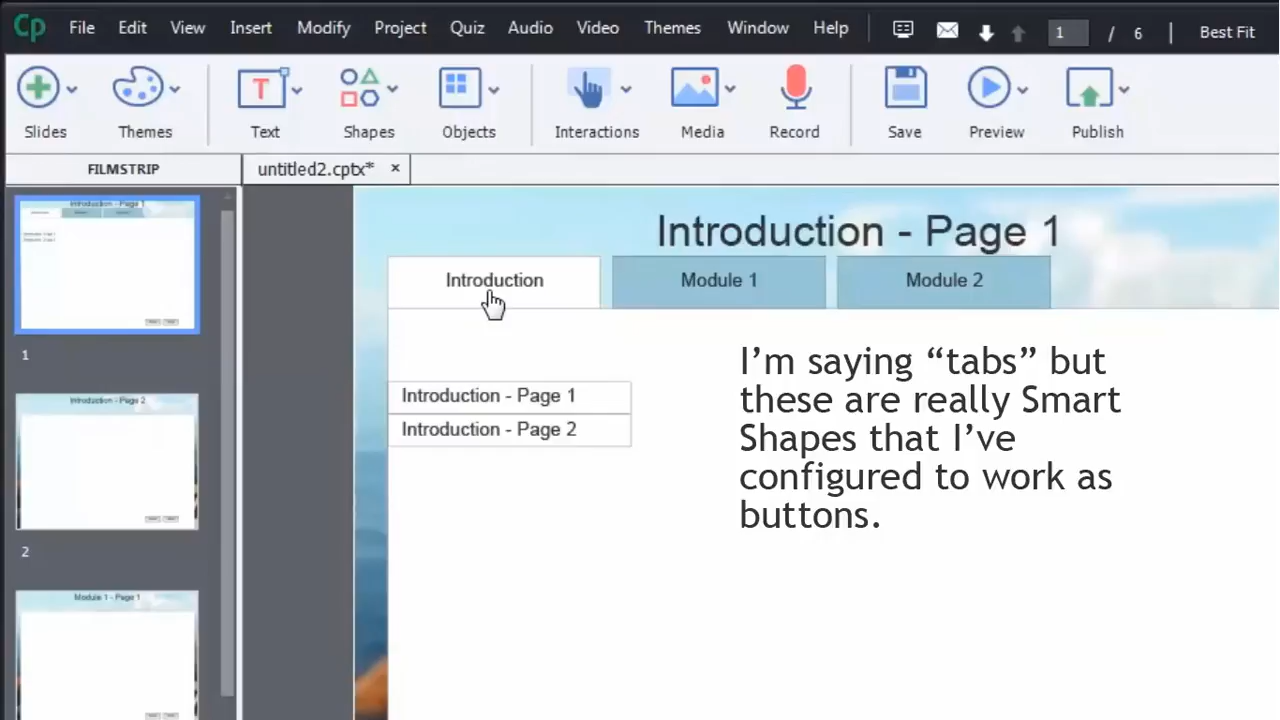 Cp File Edit View Insert Modify Project Quiz Audio Video Themes Window Help 1 / 6 Best Fit
Slides Themes Text Shapes Objects Interactions Media Record Save Preview Publish
FILMSTRIP untitled2.cptx* ×
Introduction - Page 1
Introduction Module 1 Module 2
Introduction - Page 1
Introduction - Page 2
I’m saying “tabs” but
these are really Smart
Shapes that I’ve
configured to work as
buttons.
Introduction - Page 1
1
Introduction - Page 2
2
Module 1 - Page 1